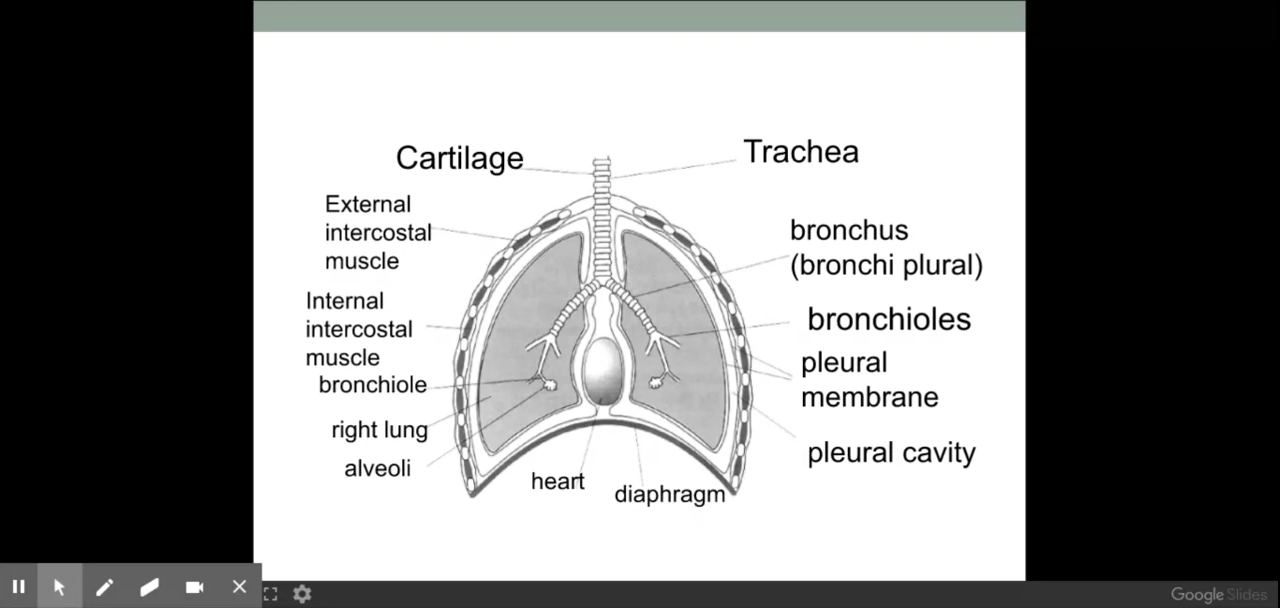 Cartilage
Trachea
External
intercostal
muscle
bronchus
(bronchi plural)
Internal
intercostal
muscle
bronchioles
bronchiole
pleural
membrane
right lung
alveoli
pleural cavity
heart
diaphragm
Google Slides